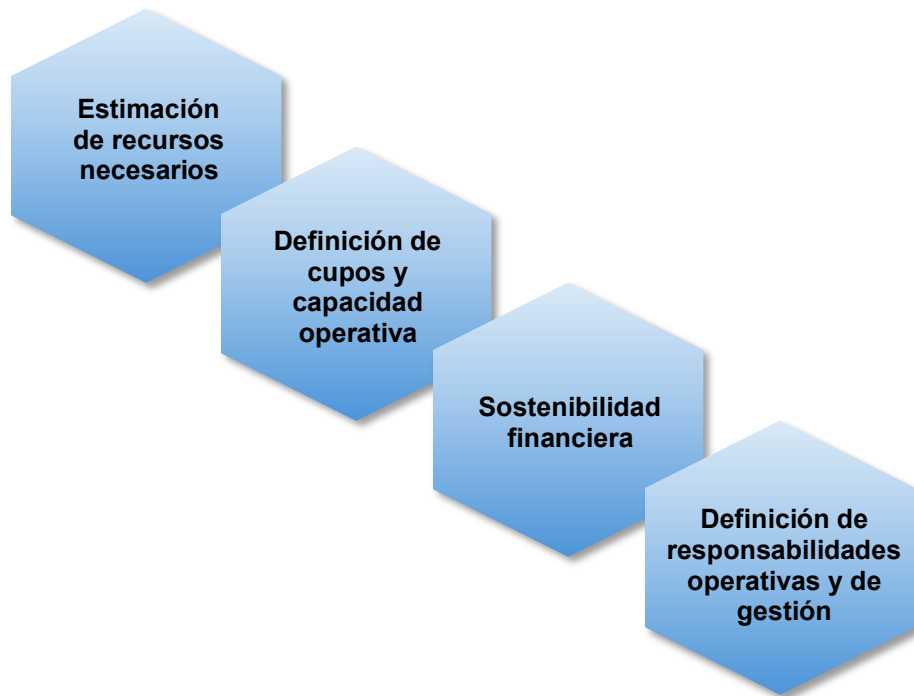 Estimación
de recursos
necesarios
Definición de
cupos y
capacidad
operativa
Sostenibilidad
financiera
Definición de
responsabilidades
operativas y de
gestión